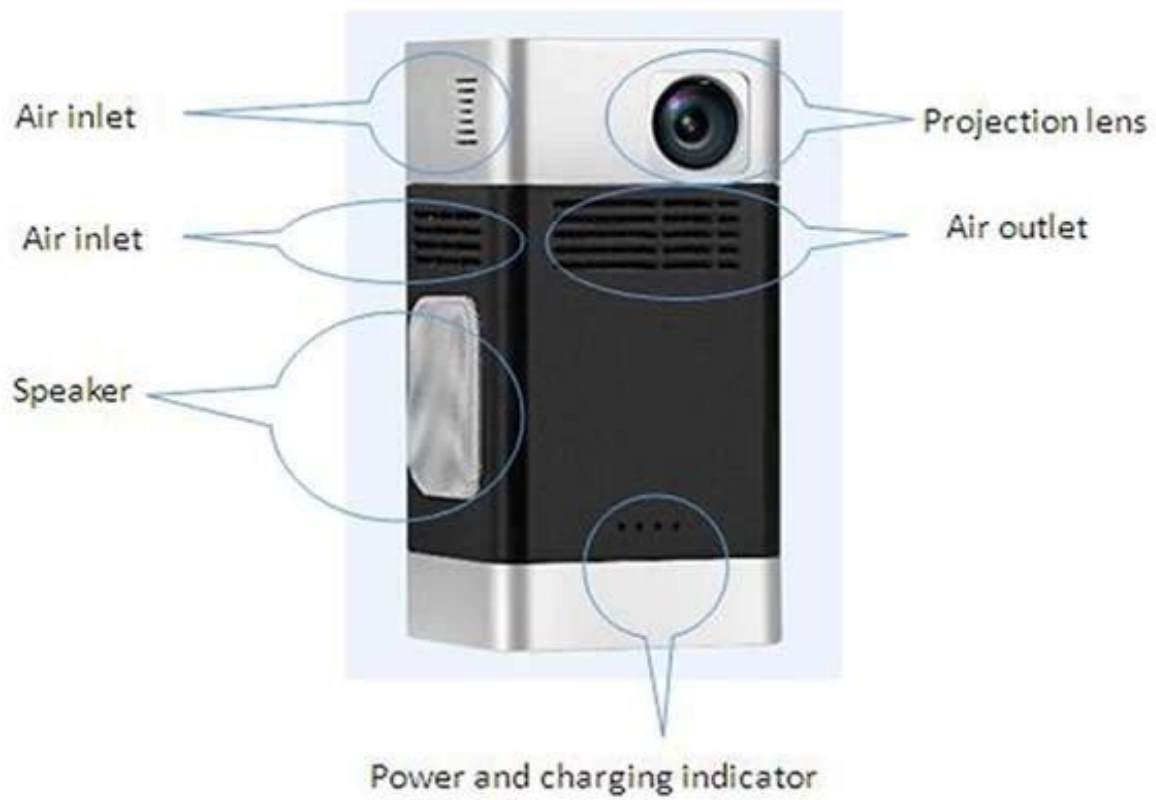 Air inlet
Projection lens
Air inlet
Air outlet
Speaker
Power and charging indicator